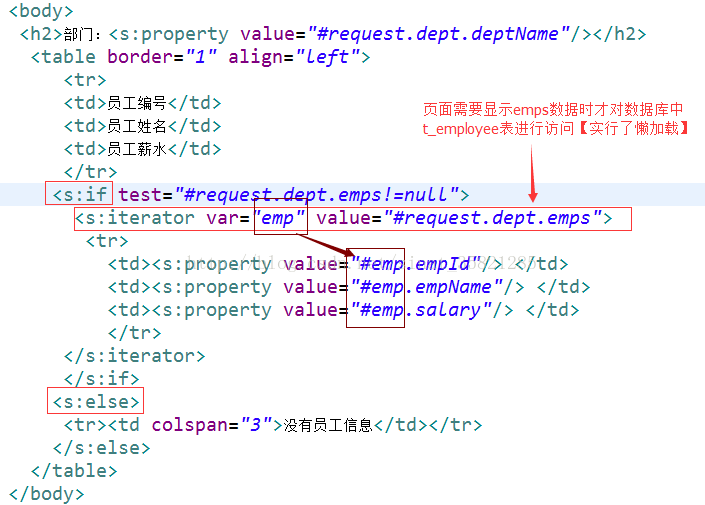 <body>
<h2>部门：<s:property value="#request.dept.deptName"/></h2>
<table border="1" align="left">
<tr>
<td>员工编号</td>
<td>员工姓名</td>
<td>员工薪水</td>
</tr>
页面需要显示emps数据时才对数据库中
t_employee表进行访问【实行了懒加载】
<s:if test="#request.dept.emps!=null">
<s:iterator var="emp" value="#request.dept.emps">
<tr>
<td><s:property value="#emp.empId"/> </td>
<td><s:property value="#emp.empName"/> </td>
<td><s:property value="#emp.salary"/> </td>
</tr>
</s:iterator>
</s:if>
<s:else>
<tr><td colspan="3">没有员工信息</td></tr>
</s:else>
</table>
</body>